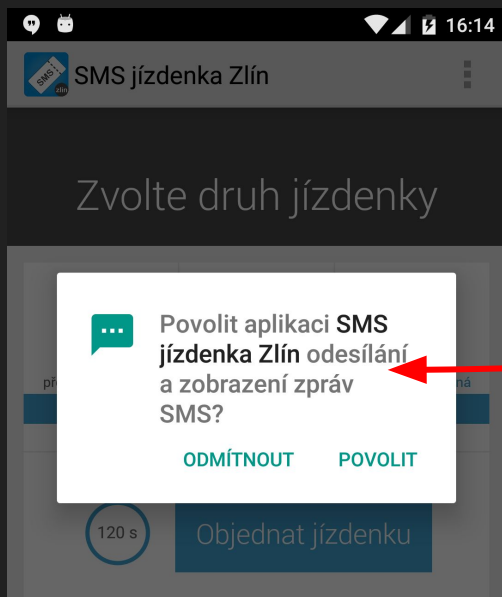 16:14
SMS
zlín
SMS jízdenka Zlín
Zvolte druh jízdenky
Povolit aplikaci SMS
jízdenka Zlín odesílání
a zobrazení zpráv
SMS?
ODMÍTNOUT POVOLIT
120 s
Objednat jízdenku